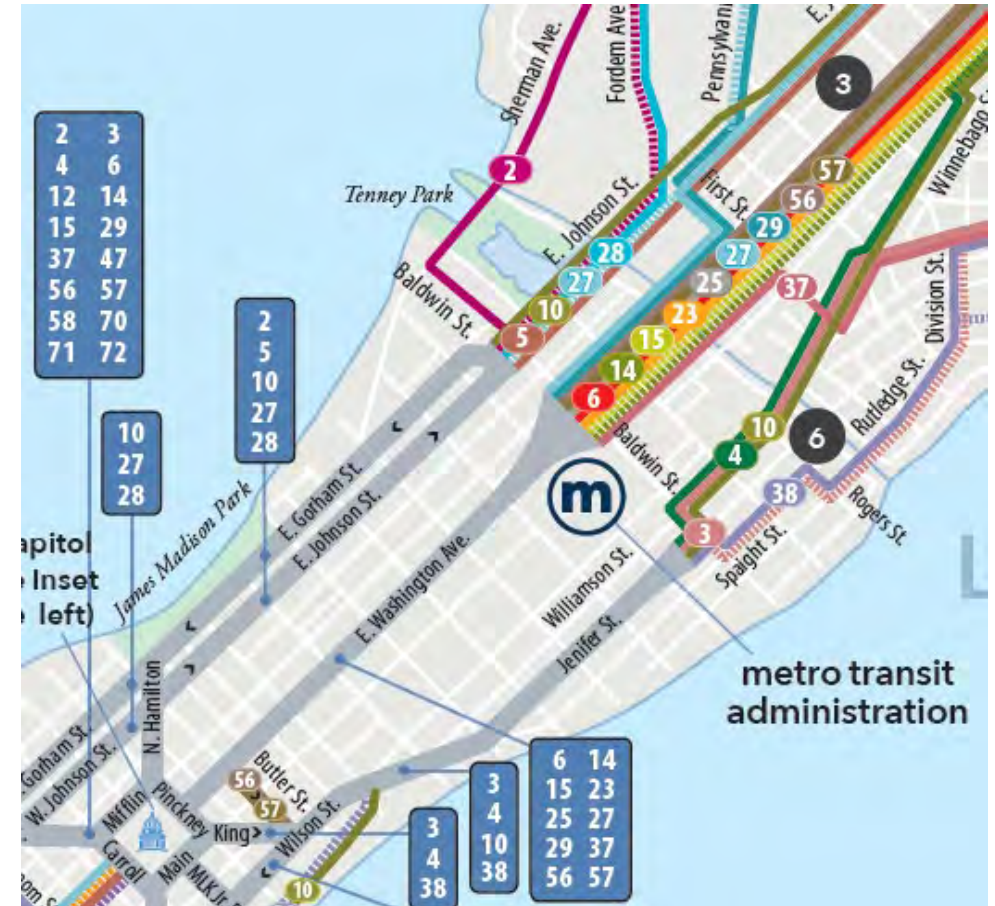 Sherman Ave.
Fordem Ave
Pennsylvani
E. J
3
Winnebago S
2
Tenney Park
E. Johnson St.
First St.
57
56
29
27
28
27
25
37
10
23
5
15
14
6
Baldwin St.
Baldwin St.
Division St.
Rutledge St.
10
4
6
38
3
Rogers St.
Spaight St.
2 3
4 6
12 14
15 29
37 47
56 57
58 70
71 72
2
5
10
27
28
10
27
28
m
E. Gorham St.
E. Johnson St.
James Madison Park
apitol
e Inset
e left)
E. Washington Ave.
Williamson St.
Jenifer St.
metro transit
administration
N. Hamilton
Gorham St.
W. Johnson St.
Mifflin
Pinckney
Butler St.
56
57
King
Wilson St.
Carroll
Main
MLK Jr.
10
3
4
38
3
4
10
38
6 14
15 23
25 27
29 37
56 57
oom S
L